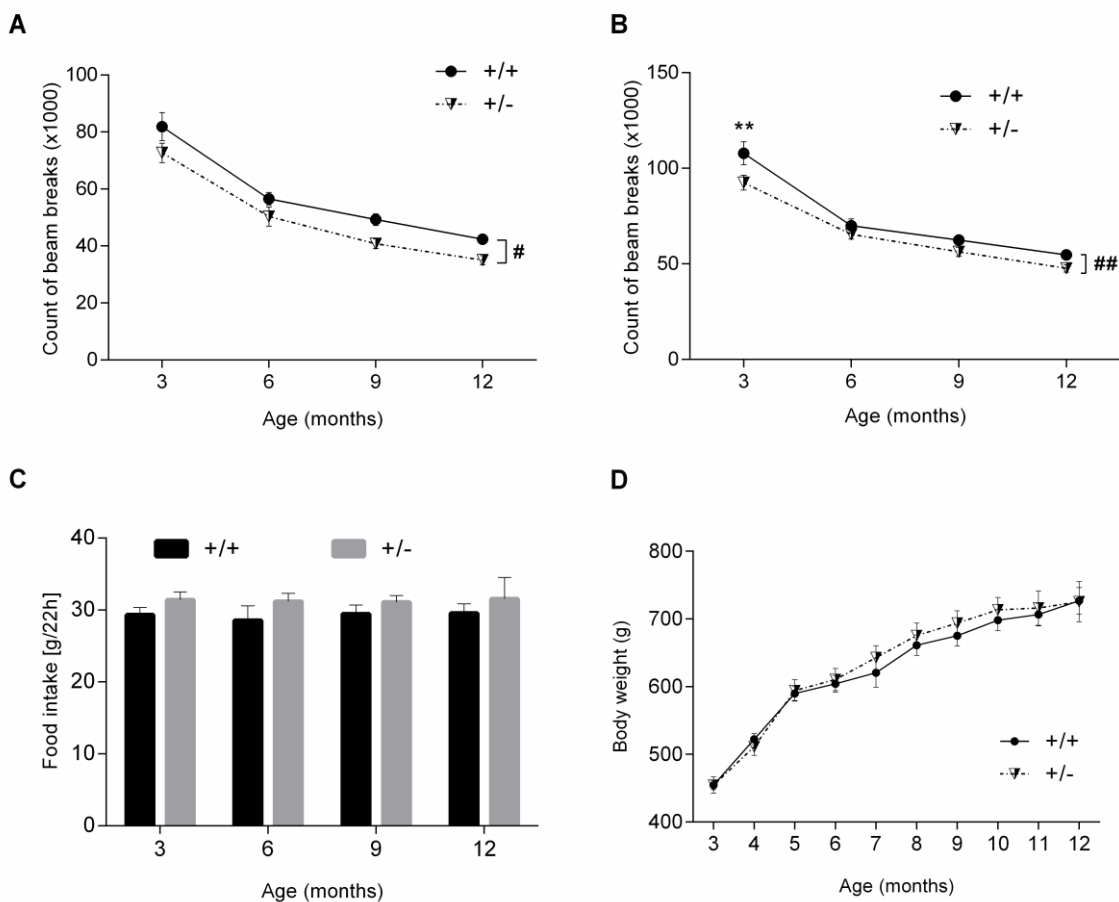 A
Count of beam breaks (x1000)
100
80
60
40
20
0
+/+
+/-
#
3 6 9 12
Age (months)
B
Count of beam breaks (x1000)
150
100
50
0
+/+
+/-
**
##
3 6 9 12
Age (months)
C
Food intake [g/22h]
40
30
20
10
0
+/+ +/-
3 6 9 12
Age (months)
D
Body weight (g)
800
700
600
500
400
+/+
+/-
3 4 5 6 7 8 9 10 11 12
Age (months)